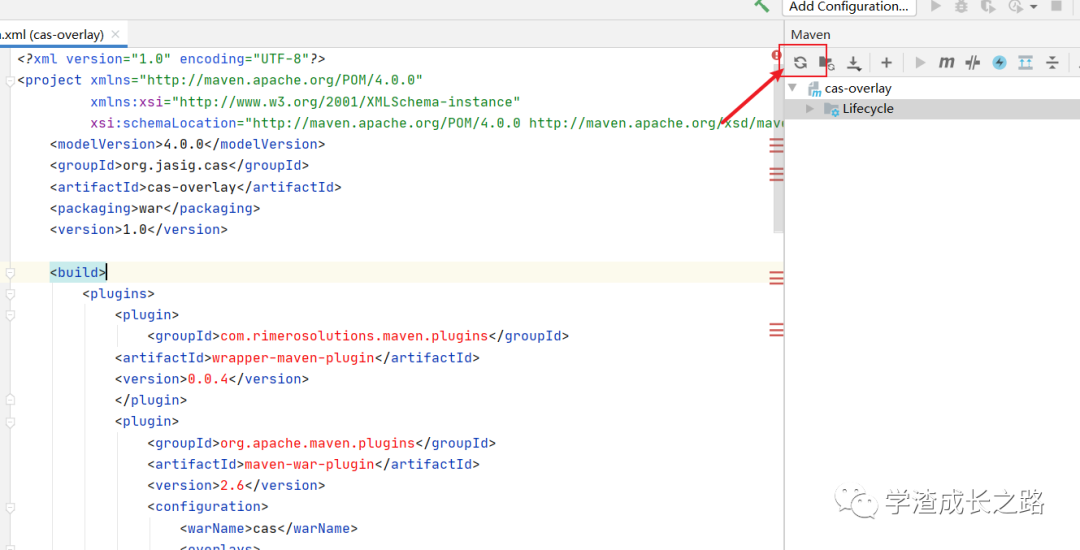 Add Configuration...
.xml (cas-overlay)
Maven
<?xml version="1.0" encoding="UTF-8"?>
<project xmlns="http://maven.apache.org/POM/4.0.0"
xmlns:xsi="http://www.w3.org/2001/XMLSchema-instance"
xsi:schemaLocation="http://maven.apache.org/POM/4.0.0 http://maven.apache.org/xsd/mav
<modelVersion>4.0.0</modelVersion>
<groupId>org.jasig.cas</groupId>
<artifactId>cas-overlay</artifactId>
<packaging>war</packaging>
<version>1.0</version>
<build>
<plugins>
<plugin>
<groupId>com.rimerosolutions.maven.plugins</groupId>
<artifactId>wrapper-maven-plugin</artifactId>
<version>0.0.4</version>
</plugin>
<plugin>
<groupId>org.apache.maven.plugins</groupId>
<artifactId>maven-war-plugin</artifactId>
<version>2.6</version>
<configuration>
<warName>cas</warName>
<overlays>
m
cas-overlay
Lifecycle
学渣成长之路